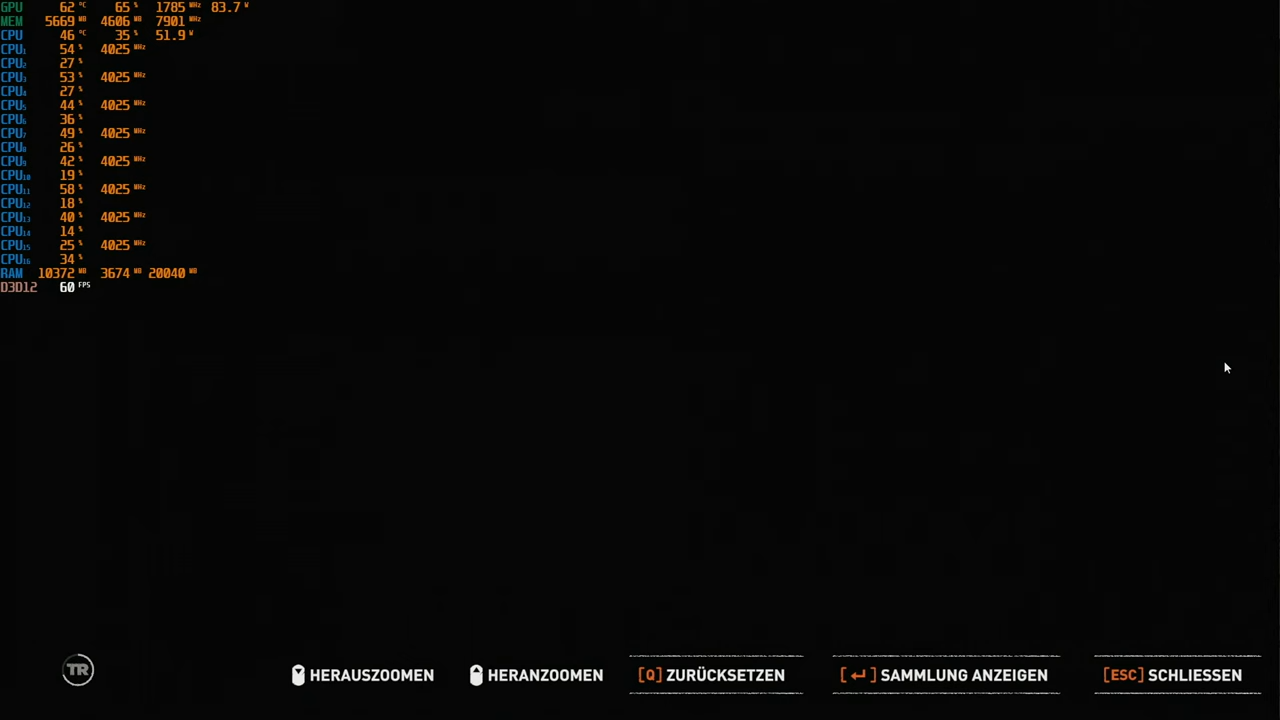 GPU 62 °C 65 % 1785 MHz 83.7 W
MEM 5669 MB 4606 MB 7901 MHz
CPU 46 °C 35 % 51.9 W
CPU1 54 % 4025 MHz
CPU2 27 %
CPU3 53 % 4025 MHz
CPU4 27 %
CPU5 44 % 4025 MHz
CPU6 36 %
CPU7 49 % 4025 MHz
CPU8 26 %
CPU9 42 % 4025 MHz
CPU10 19 %
CPU11 58 % 4025 MHz
CPU12 18 %
CPU13 40 % 4025 MHz
CPU14 14 %
CPU15 25 % 4025 MHz
CPU16 34 %
RAM 10372 MB 3674 MB 20040 MB
D3D12 60 FPS
TR HERAUSZOOMEN HERANZOOMEN [Q] ZURÜCKSETZEN [↵] SAMMLUNG ANZEIGEN [ESC] SCHLIESSEN